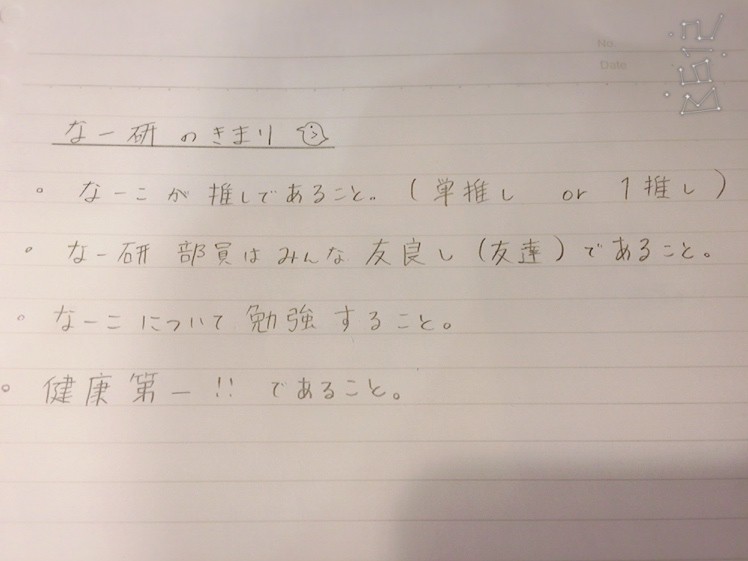 No.
Date
なー研のきまり
。なーこが推しであること。(単推し or 1推し)
。なー研 部員はみんな 友良し(友達)であること。
。なーこについて勉強すること。
。健康第一!!であること。